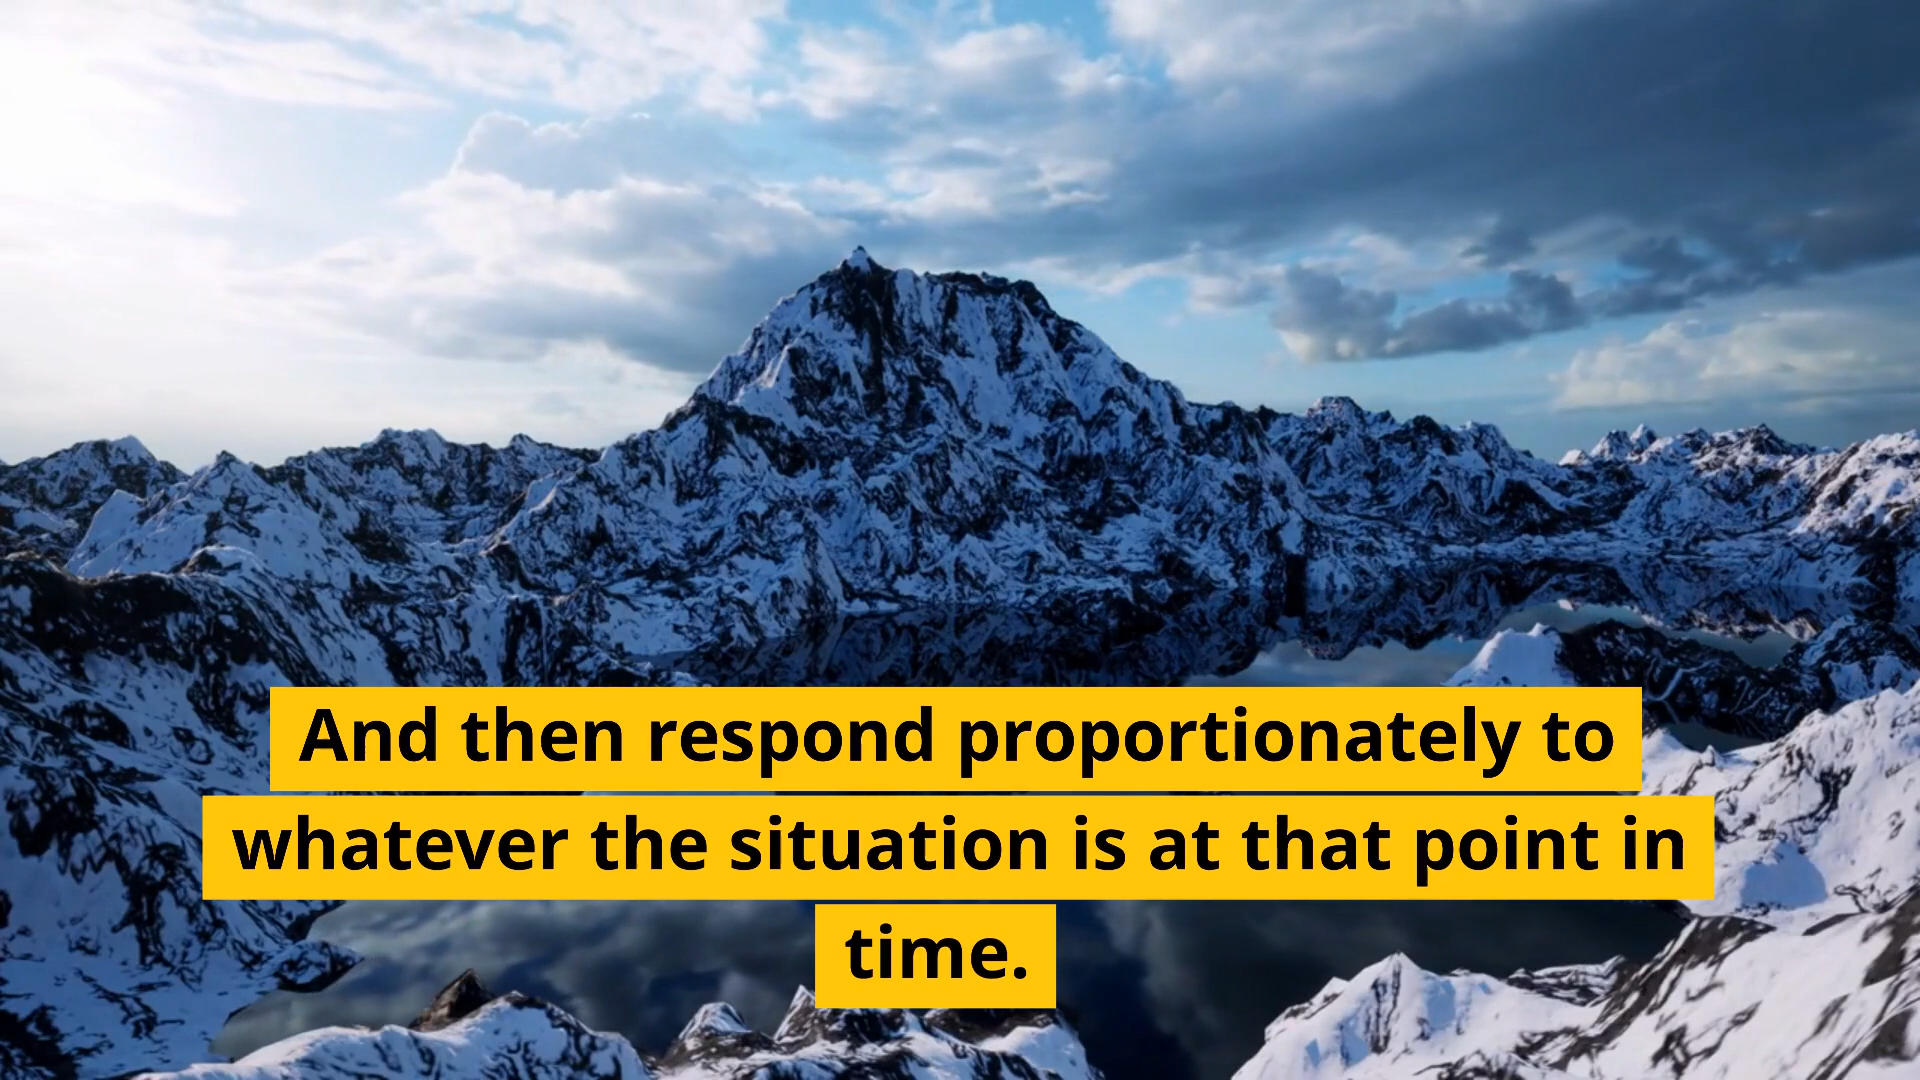 And then respond proportionately to
whatever the situation is at that point in
time.